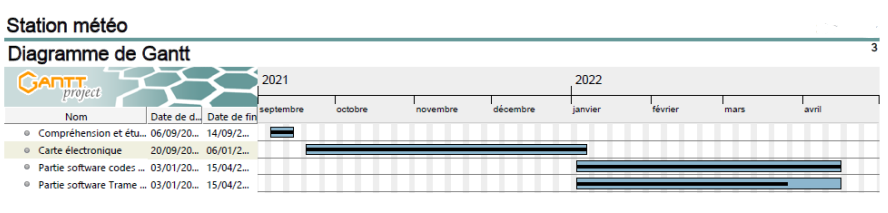 Station météo
Diagramme de Gantt
3
GANTT
project
2021
2022
Nom
Date de d...
Date de fin
septembre
octobre
novembre
décembre
janvier
février
mars
avril
Compréhension et étu... 06/09/20... 14/09/2...
Carte électronique 20/09/20... 06/01/2...
Partie software codes ... 03/01/20... 15/04/2...
Partie software Trame ... 03/01/20... 15/04/2...